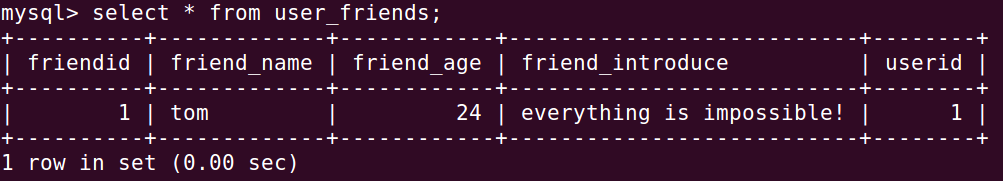 mysql> select * from user_friends;
+----------+-------------+------------+---------------------------+--------+
| friendid | friend_name | friend_age | friend_introduce          | userid |
+----------+-------------+------------+---------------------------+--------+
|        1 | tom         |         24 | everything is impossible! |      1 |
+----------+-------------+------------+---------------------------+--------+
1 row in set (0.00 sec)